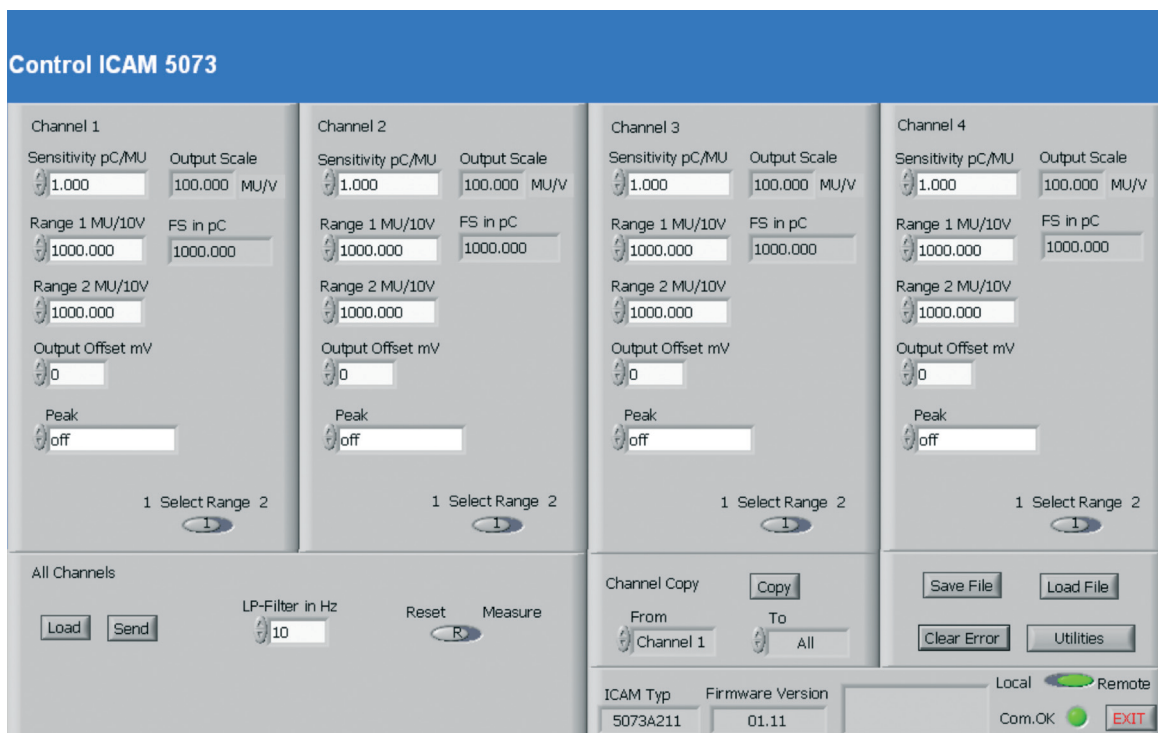 Control ICAM 5073
Channel 1
Sensitivity pC/MU Output Scale
1.000 100.000 MU/V
Range 1 MU/10V FS in pC
1000.000 1000.000
Range 2 MU/10V
1000.000
Output Offset mV
0
Peak
off
1 Select Range 2
1
Channel 2
Sensitivity pC/MU Output Scale
1.000 100.000 MU/V
Range 1 MU/10V FS in pC
1000.000 1000.000
Range 2 MU/10V
1000.000
Output Offset mV
0
Peak
off
1 Select Range 2
1
Channel 3
Sensitivity pC/MU Output Scale
1.000 100.000 MU/V
Range 1 MU/10V FS in pC
1000.000 1000.000
Range 2 MU/10V
1000.000
Output Offset mV
0
Peak
off
1 Select Range 2
1
Channel 4
Sensitivity pC/MU Output Scale
1.000 100.000 MU/V
Range 1 MU/10V FS in pC
1000.000 1000.000
Range 2 MU/10V
1000.000
Output Offset mV
0
Peak
off
1 Select Range 2
1
All Channels
LP-Filter in Hz Reset Measure
Load Send 10 R
Channel Copy Copy
From To
Channel 1 All
Save File Load File
Clear Error Utilities
ICAM Typ Firmware Version
5073A211 01.11
Local Remote
Com.OK EXIT